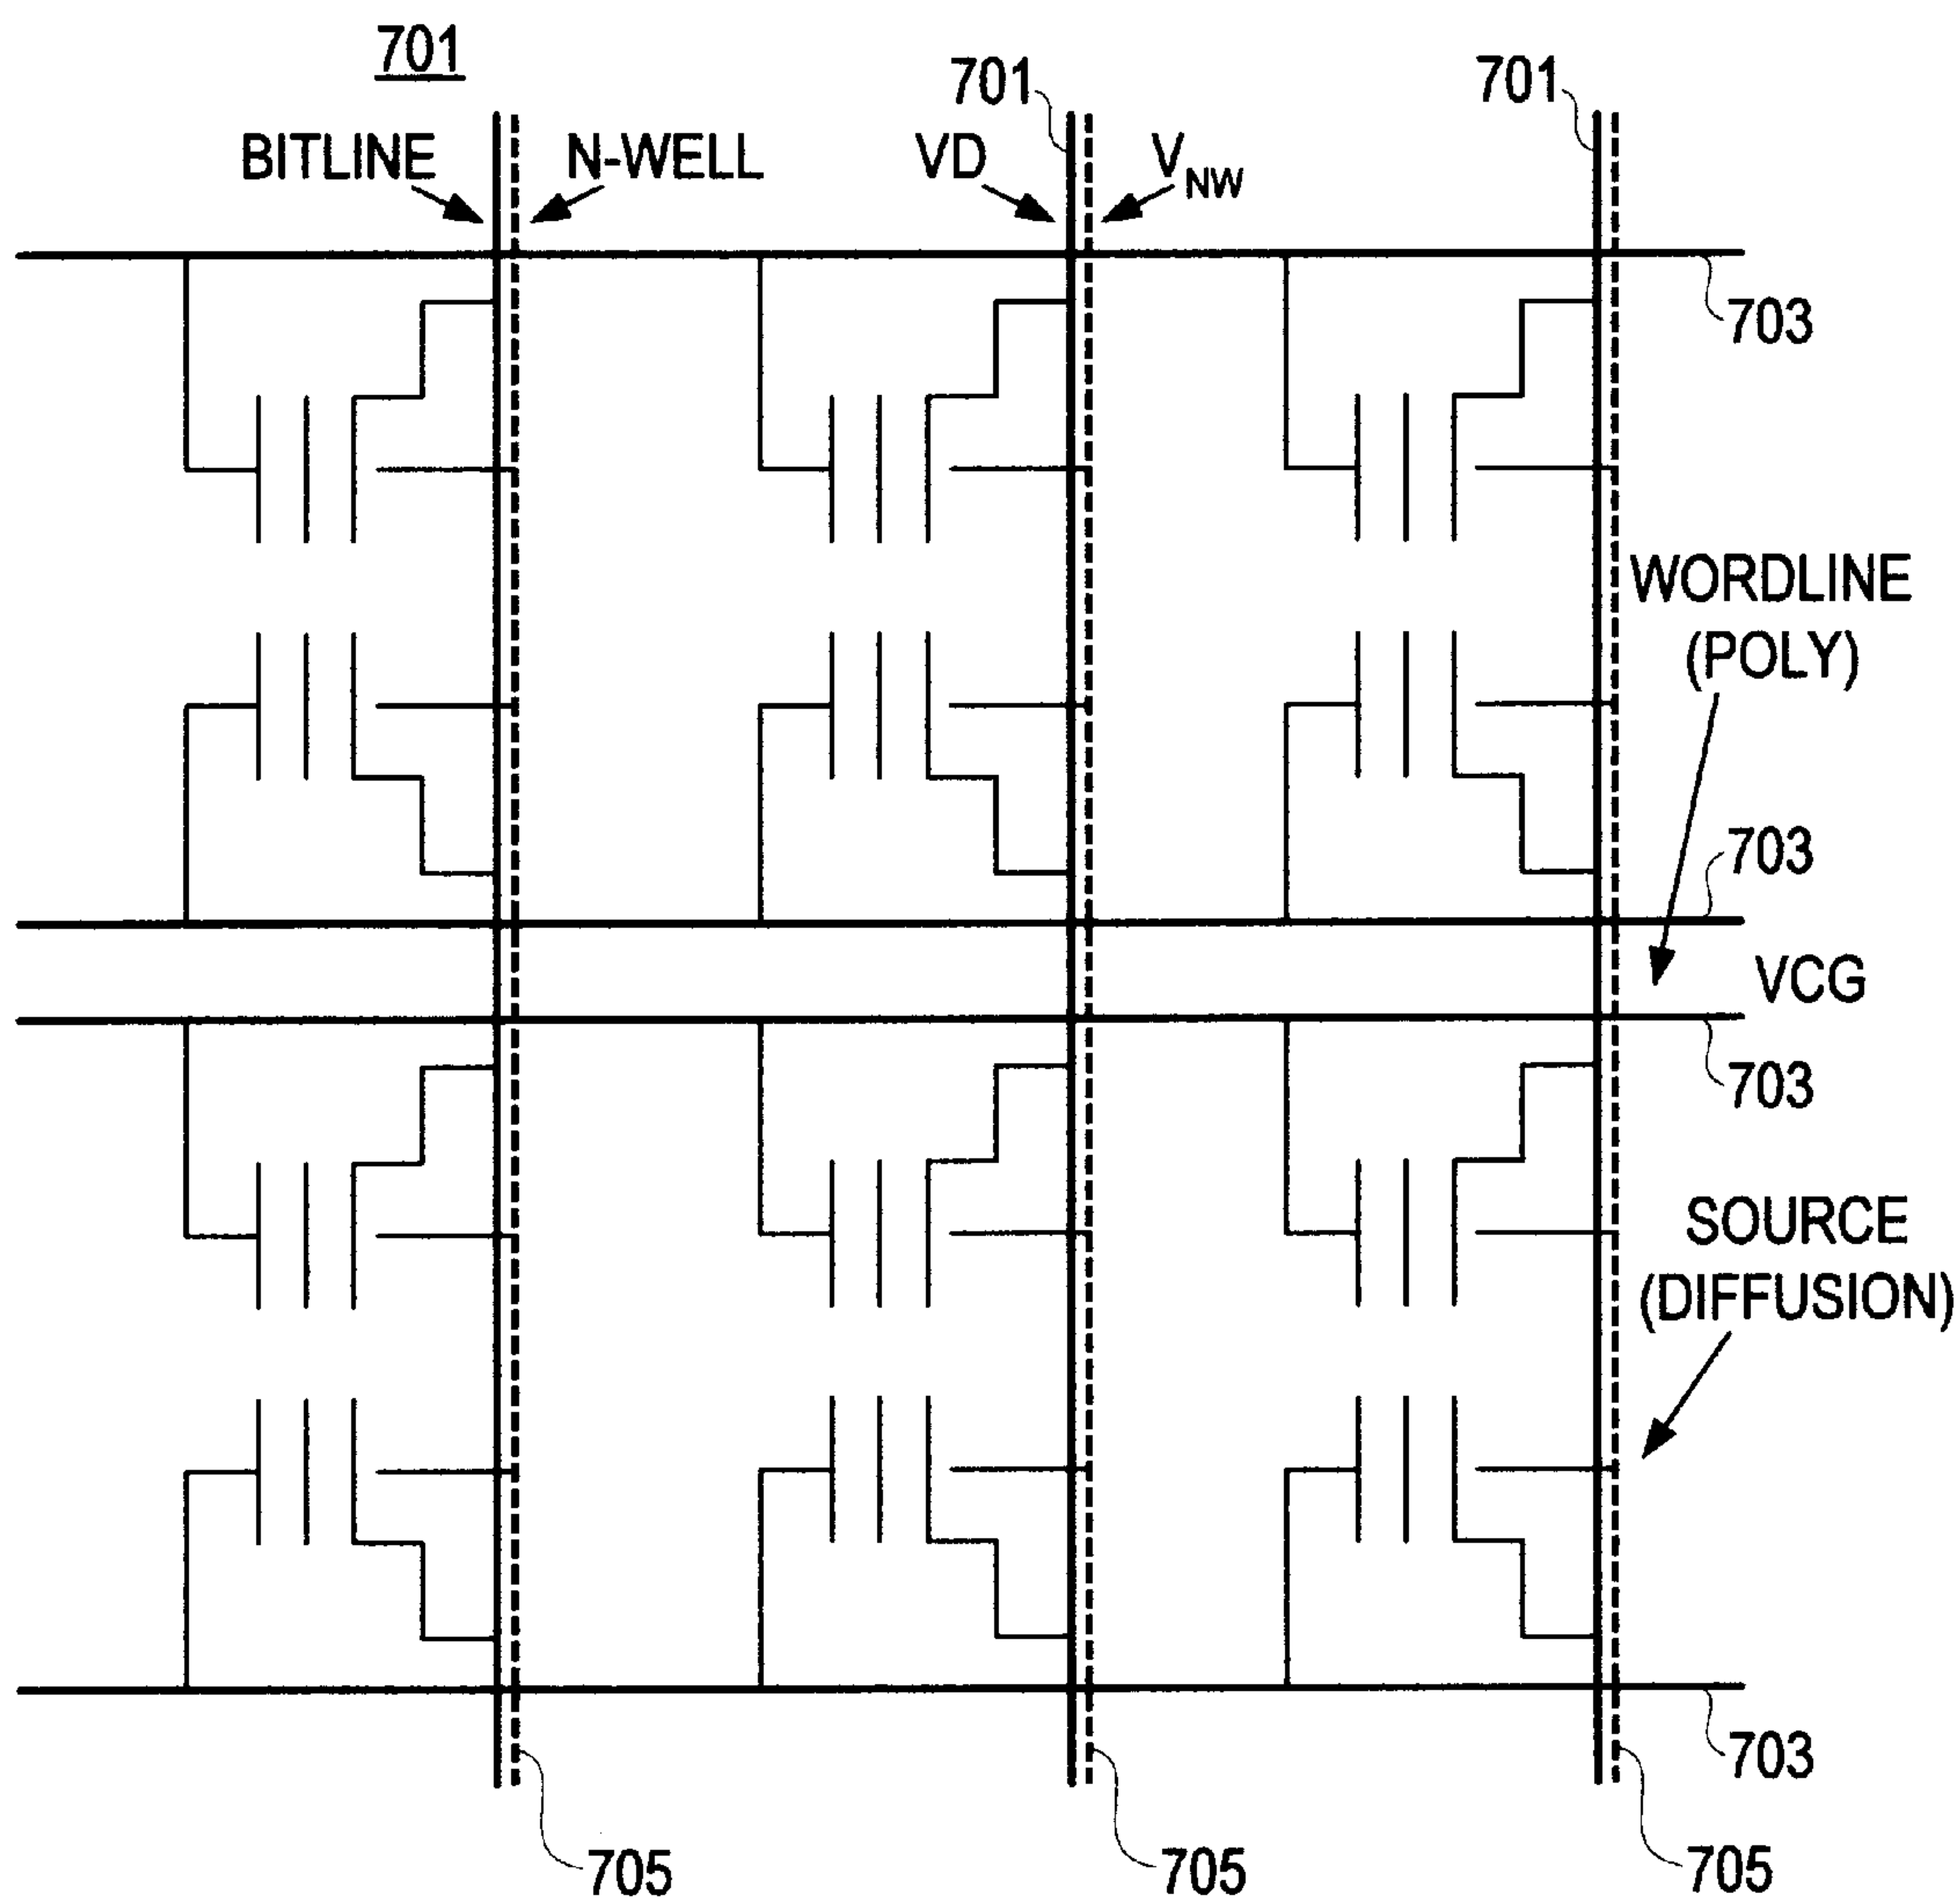 701
701
701
BITLINE
N-WELL
VD
VNW
703
WORDLINE
(POLY)
703
VCG
703
SOURCE
(DIFFUSION)
703
705
705
705